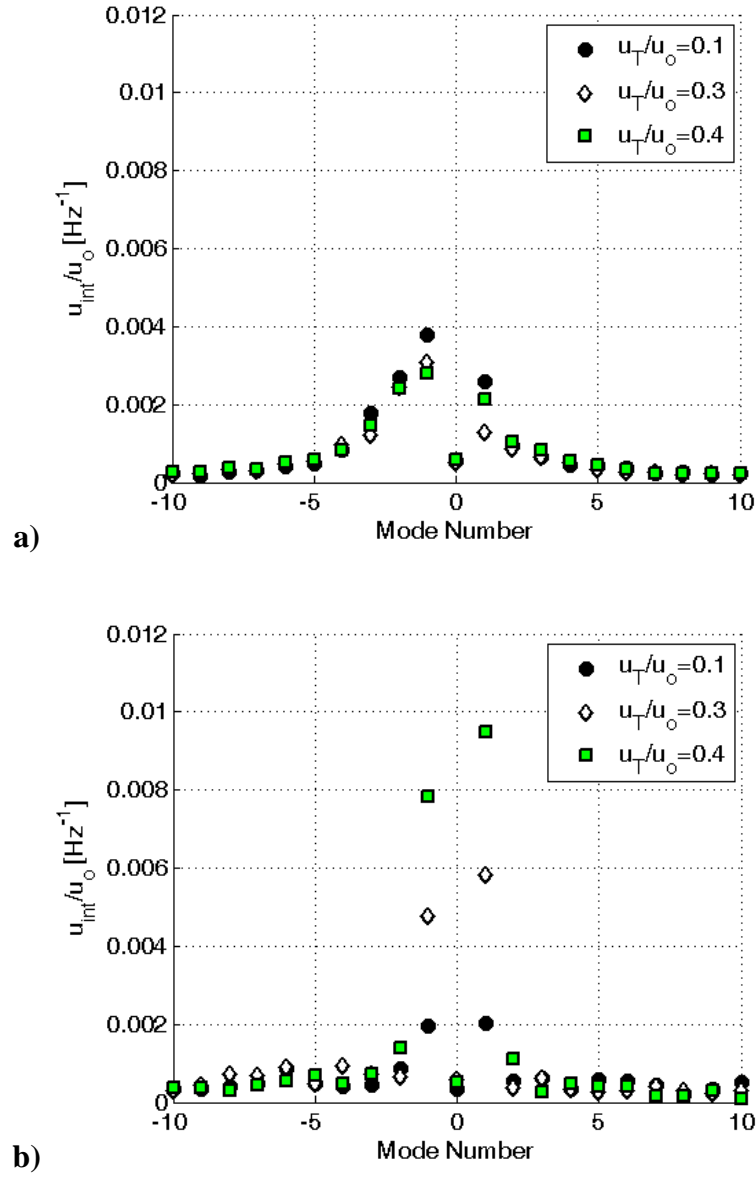 0.012
0.01
0.008
0.006
0.004
0.002
0
u_int/u_o [Hz^-1]
u_T/u_o=0.1
u_T/u_o=0.3
u_T/u_o=0.4
-10 -5 0 5 10
Mode Number
a)
0.012
0.01
0.008
0.006
0.004
0.002
0
u_int/u_o [Hz^-1]
u_T/u_o=0.1
u_T/u_o=0.3
u_T/u_o=0.4
-10 -5 0 5 10
Mode Number
b)